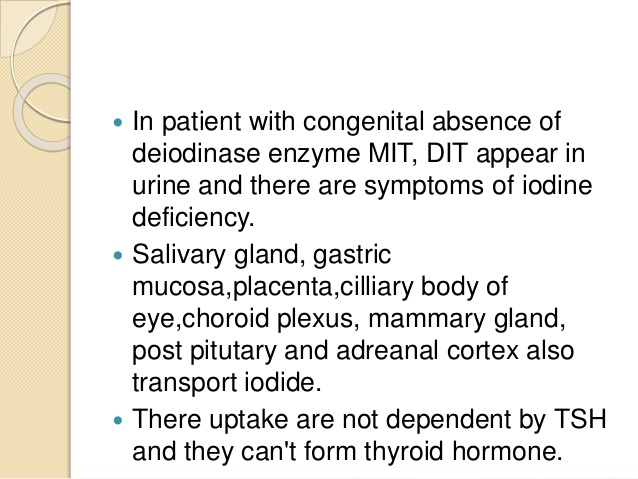 In patient with congenital absence of
deiodinase enzyme MIT, DIT appear in
urine and there are symptoms of iodine
deficiency.
Salivary gland, gastric
mucosa,placenta,cilliary body of
eye,choroid plexus, mammary gland,
post pitutary and adreanal cortex also
transport iodide.
There uptake are not dependent by TSH
and they can't form thyroid hormone.